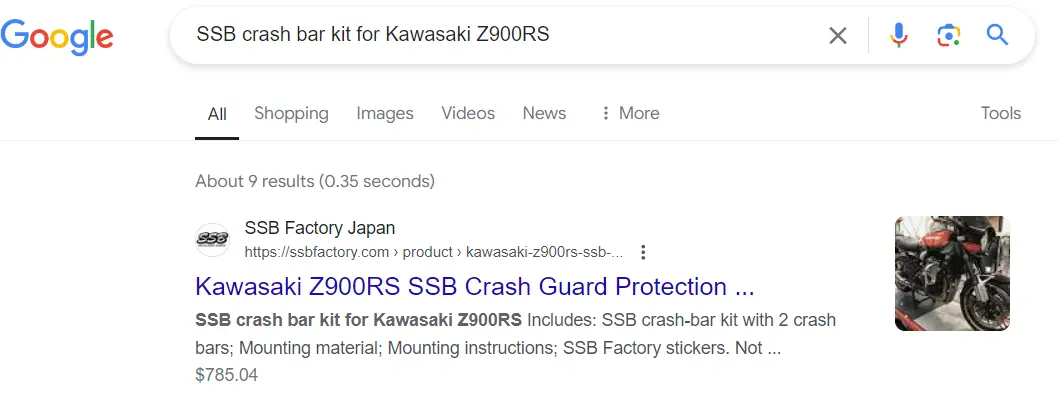 Google
SSB crash bar kit for Kawasaki Z900RS
All Shopping Images Videos News More Tools
About 9 results (0.35 seconds)
SSB
SSB Factory Japan
https://ssbfactory.com › product › kawasaki-z900rs-ssb-...
Kawasaki Z900RS SSB Crash Guard Protection ...
SSB crash bar kit for Kawasaki Z900RS Includes: SSB crash-bar kit with 2 crash
bars; Mounting material; Mounting instructions; SSB Factory stickers. Not ...
$785.04